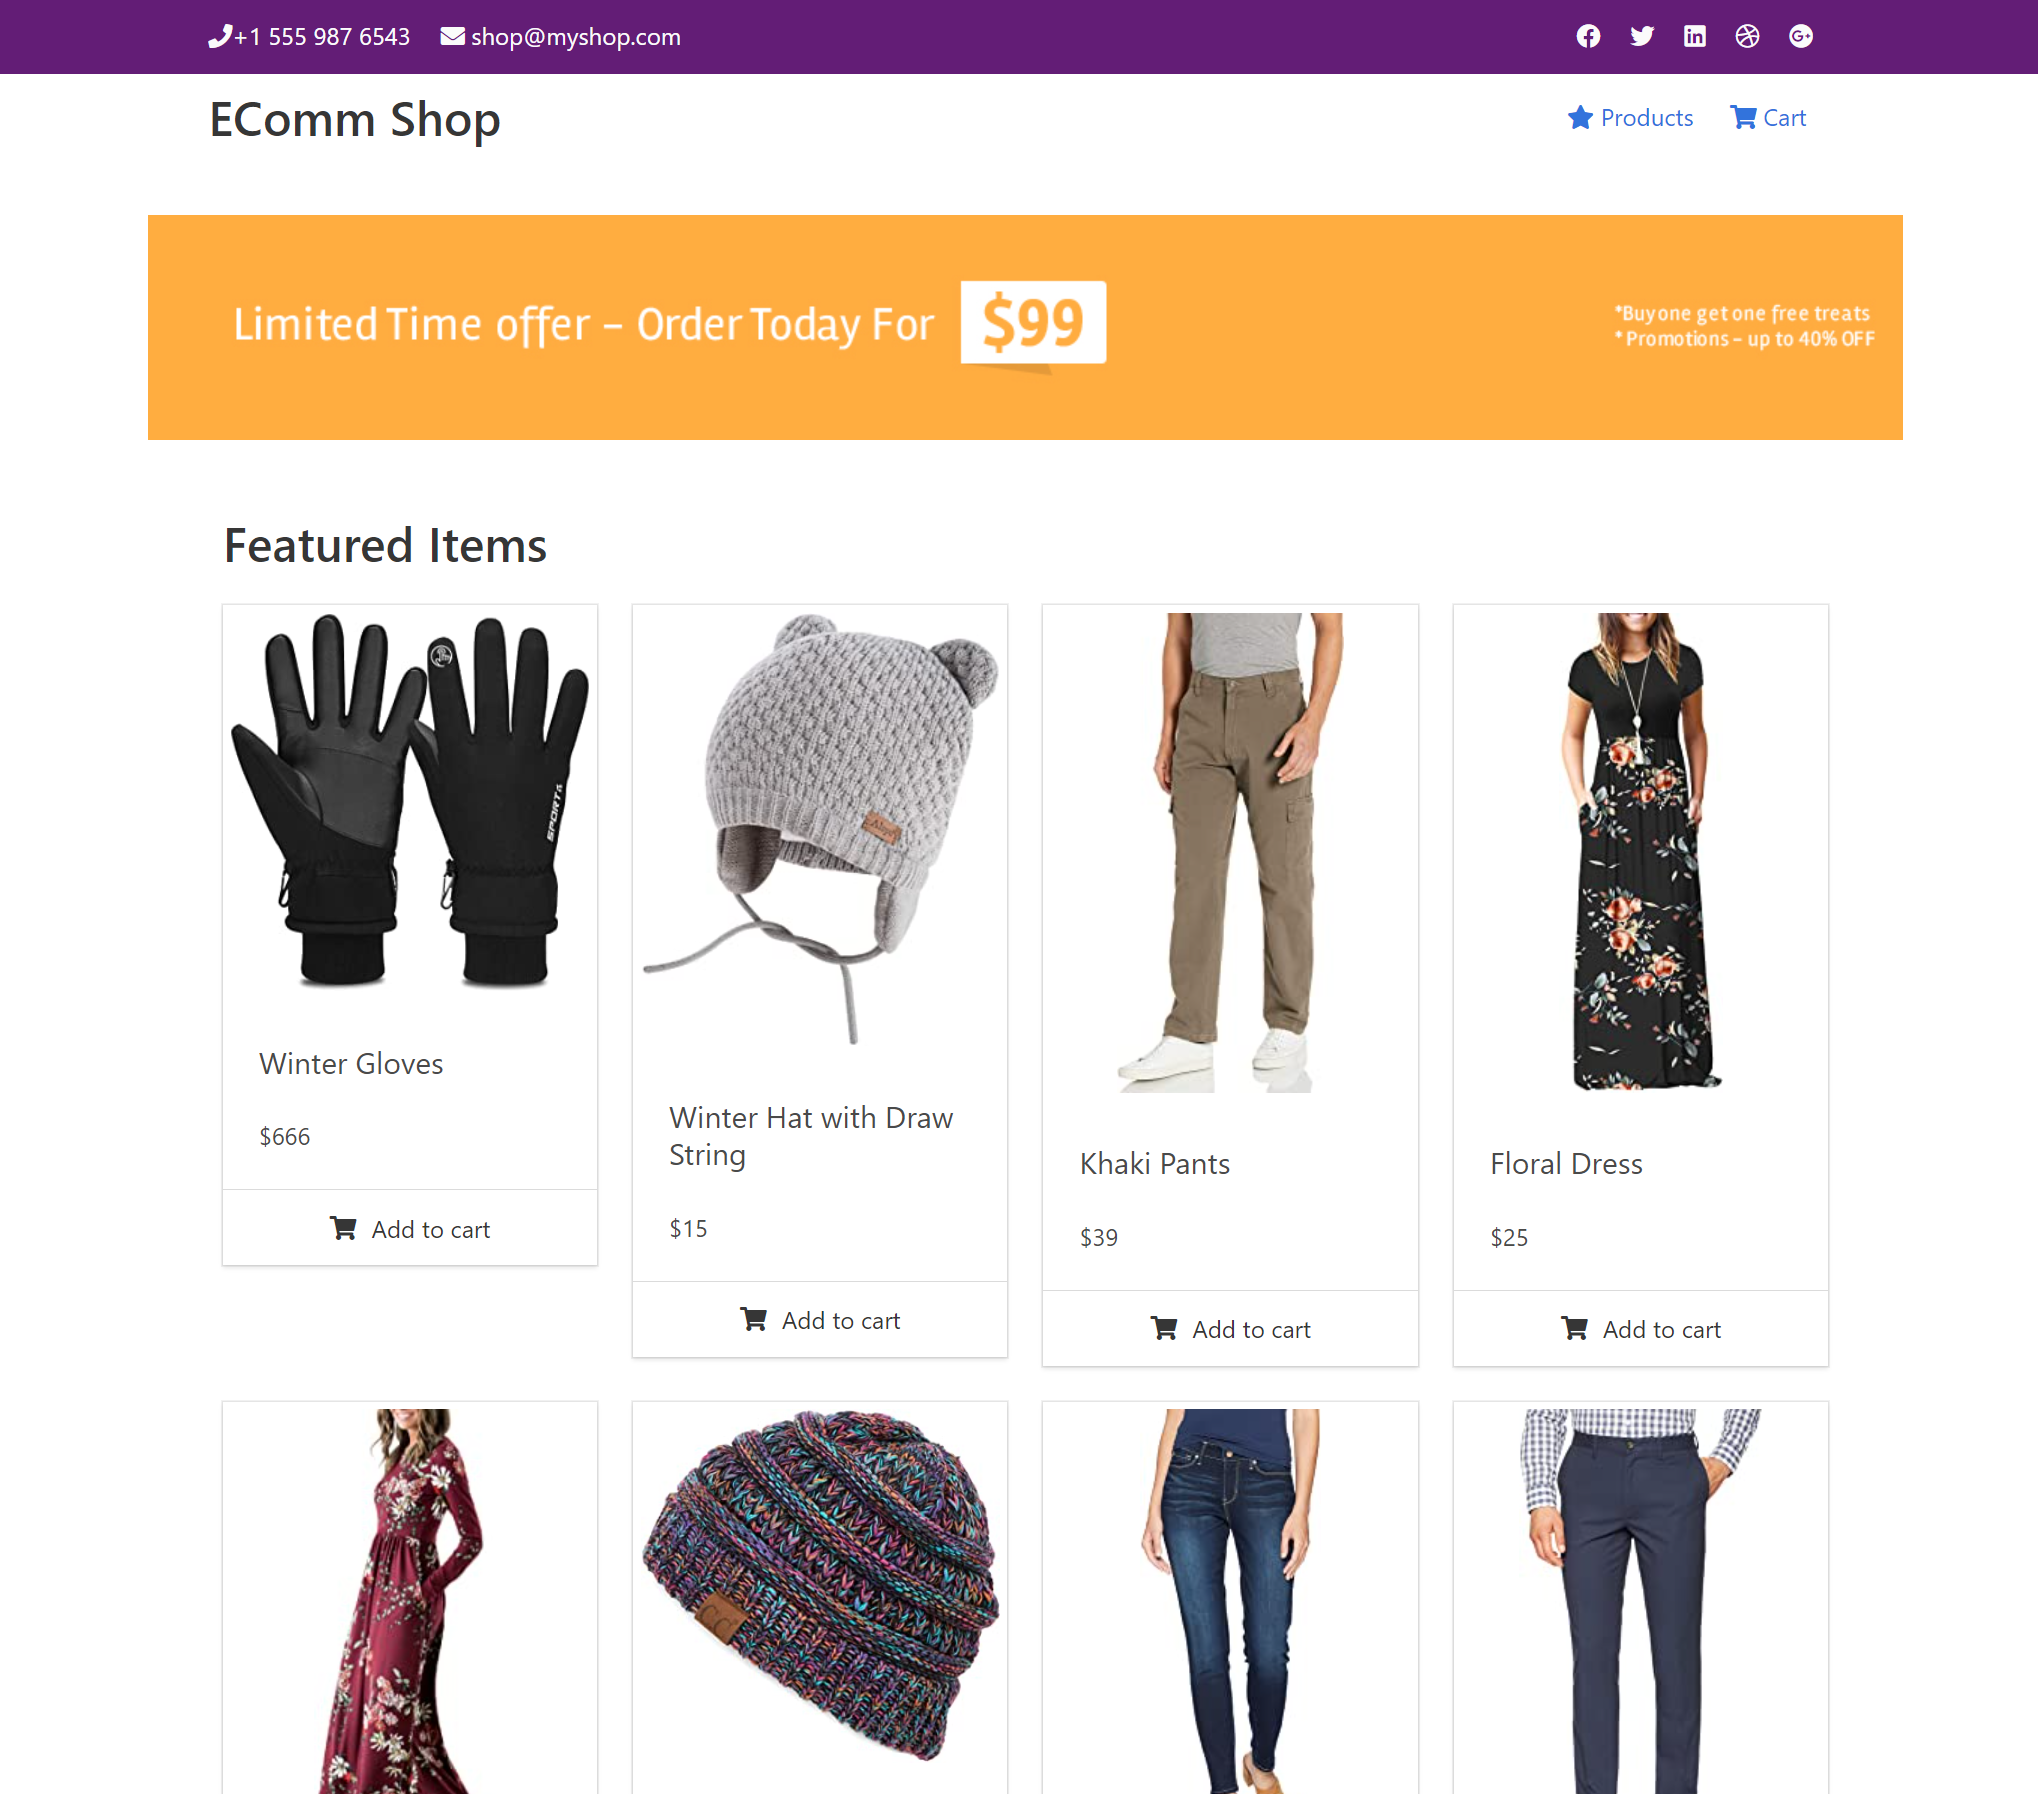 +1 555 987 6543 shop@myshop.com
EComm Shop
Products Cart
Limited Time offer – Order Today For $99
*Buy one get one free treats
* Promotions – up to 40% OFF
Featured Items
SPORTS
Winter Gloves
$666
Add to cart
Winter Hat with Draw
String
$15
Add to cart
Khaki Pants
$39
Add to cart
Floral Dress
$25
Add to cart
C.C